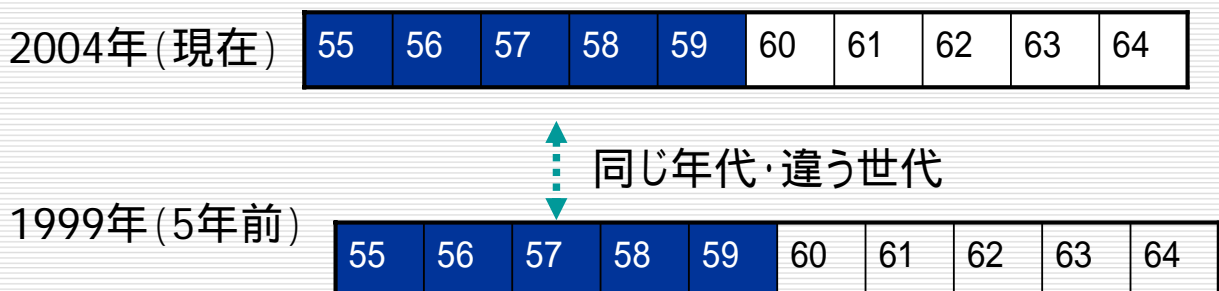 2004年(現在) 55 56 57 58 59 60 61 62 63 64
同じ年代・違う世代
1999年(5年前) 55 56 57 58 59 60 61 62 63 64